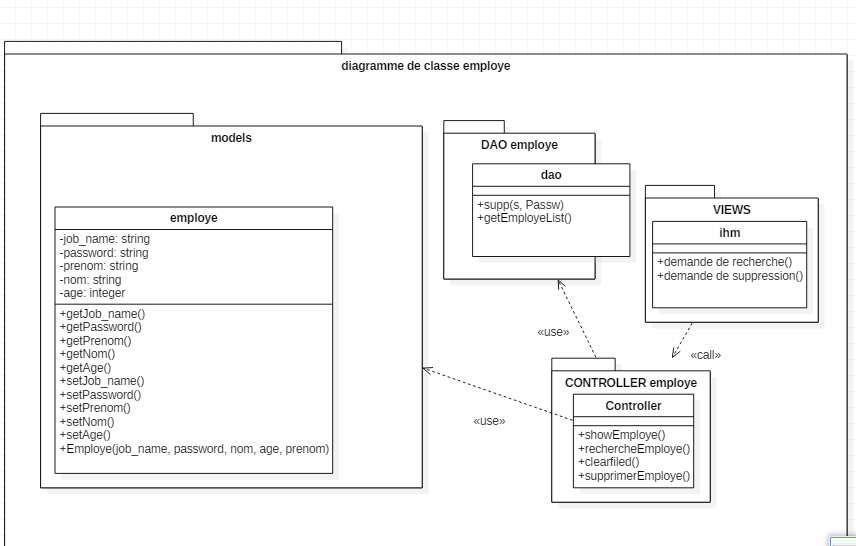 diagramme de classe employe
models
employe
-job_name: string
-password: string
-prenom: string
-nom: string
-age: integer
+getJob_name()
+getPassword()
+getPrenom()
+getNom()
+getAge()
+setJob_name()
+setPassword()
+setPrenom()
+setNom()
+setAge()
+Employe(job_name, password, nom, age, prenom)
DAO employe
dao
+supp(s, Passw)
+getEmployeList()
VIEWS
ihm
+demande de recherche()
+demande de suppression()
«use»
«call»
«use»
CONTROLLER employe
Controller
+showEmploye()
+rechercheEmploye()
+clearfiled()
+supprimerEmploye()